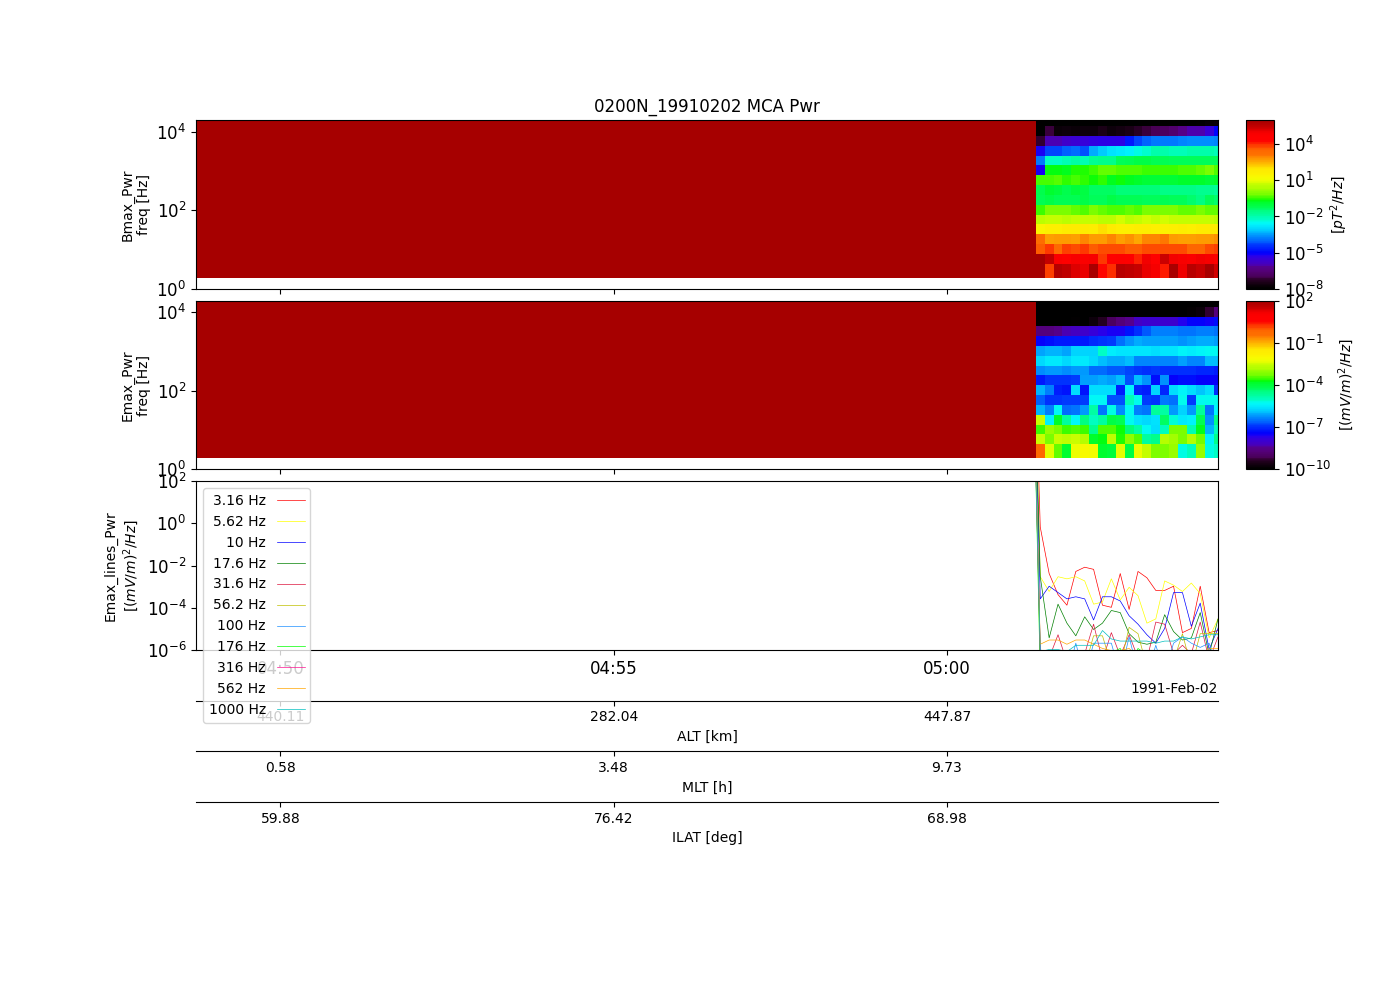 0200N_19910202 MCA Pwr
10^4
10^2
10^0
Bmax_Pwr
freq [Hz]
10^4
10^1
10^-2
10^-5
10^-8
[pT^2/Hz]
10^4
10^2
10^0
Emax_Pwr
freq [Hz]
10^2
10^-1
10^-4
10^-7
10^-10
[(mV/m)^2/Hz]
10^2
10^0
10^-2
10^-4
10^-6
Emax_lines_Pwr
[(mV/m)^2/Hz]
3.16 Hz
5.62 Hz
10 Hz
17.6 Hz
31.6 Hz
56.2 Hz
100 Hz
176 Hz
316 Hz
562 Hz
1000 Hz
04:50 04:55 05:00
1991-Feb-02
440.11 282.04 447.87
ALT [km]
0.58 3.48 9.73
MLT [h]
59.88 76.42 68.98
ILAT [deg]